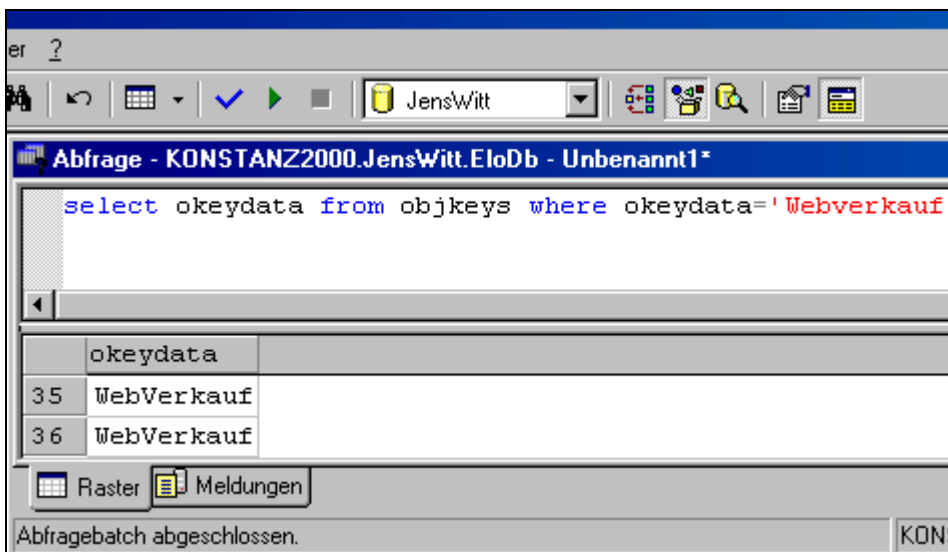 er ?
JensWitt
Abfrage - KONSTANZ2000.JensWitt.EloDb - Unbenannt1*
select okeydata from objkeys where okeydata='Webverkauf
okeydata
35 WebVerkauf
36 WebVerkauf
Raster Meldungen
Abfragebatch abgeschlossen. KON